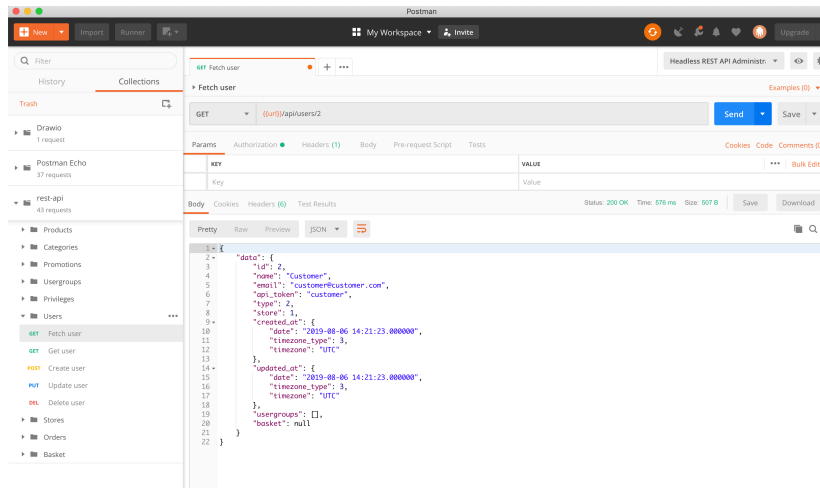 Postman
New
Import
Runner
My Workspace
Invite
Upgrade
Filter
History
Collections
Trash
Drawio
1 request
Postman Echo
37 requests
rest-api
43 requests
Products
Categories
Promotions
Usergroups
Privileges
Users
GET Fetch user
GET Get user
POST Create user
PUT Update user
DEL Delete user
Stores
Orders
Basket
GET Fetch user
Headless REST API Administr
Fetch user
Examples (0)
GET
{{url}}/api/users/2
Send
Save
Params Authorization Headers (1) Body Pre-request Script Tests
Cookies Code Comments (0
KEY VALUE
Bulk Edit
Key Value
Body Cookies Headers (6) Test Results
Status: 200 OK Time: 576 ms Size: 507 B
Save Download
Pretty Raw Preview JSON
1 {
2 "data": {
3 "id": 2,
4 "name": "Customer",
5 "email": "customer@customer.com",
6 "api_token": "customer",
7 "type": 2,
8 "store": 1,
9 "created_at": {
10 "date": "2019-08-06 14:21:23.000000",
11 "timezone_type": 3,
12 "timezone": "UTC"
13 },
14 "updated_at": {
15 "date": "2019-08-06 14:21:23.000000",
16 "timezone_type": 3,
17 "timezone": "UTC"
18 },
19 "usergroups": [],
20 "basket": null
21 }
22 }